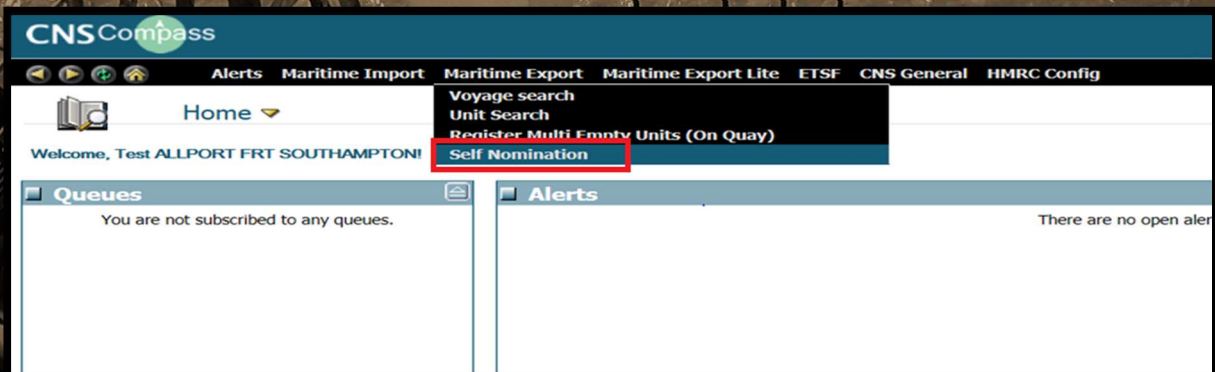 CNSCompass
Alerts Maritime Import Maritime Export Maritime Export Lite ETSF CNS General HMRC Config
Home
Voyage search
Unit Search
Register Multi Empty Units (On Quay)
Self Nomination
Welcome, Test ALLPORT FRT SOUTHAMPTON!
Queues
You are not subscribed to any queues.
Alerts
There are no open aler